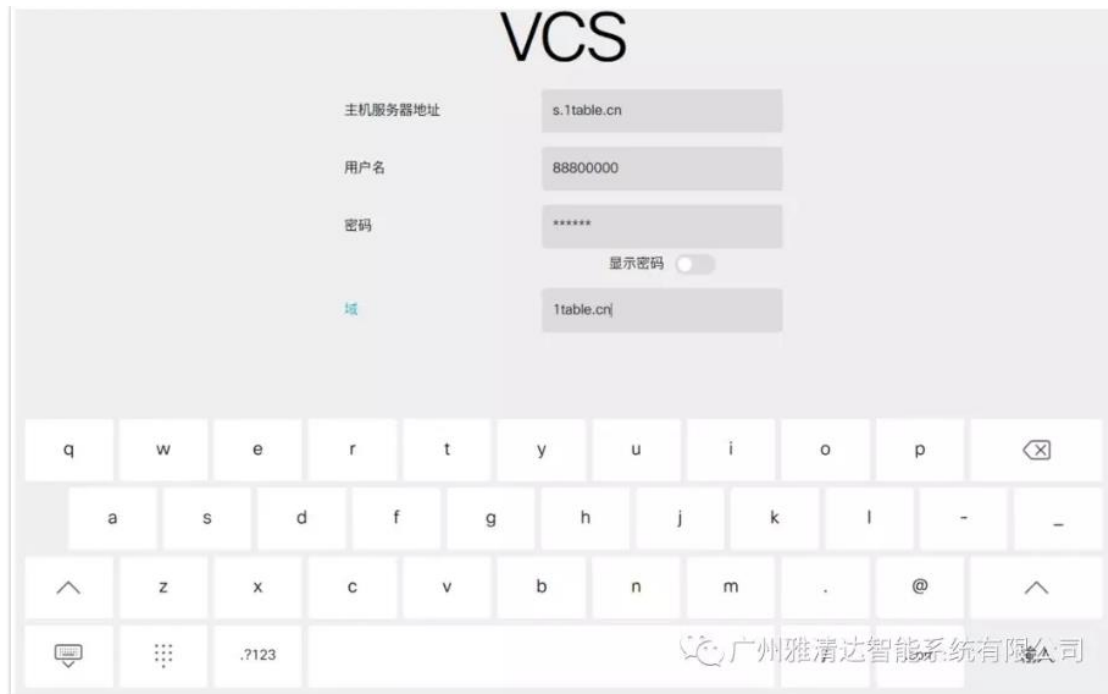 VCS
主机服务器地址 s.1table.cn
用户名 88800000
密码 ******
显示密码
域 1table.cn
q w e r t y u i o p
a s d f g h j k l - _
z x c v b n m . @
.?123
广州雅清达智能系统有限公司